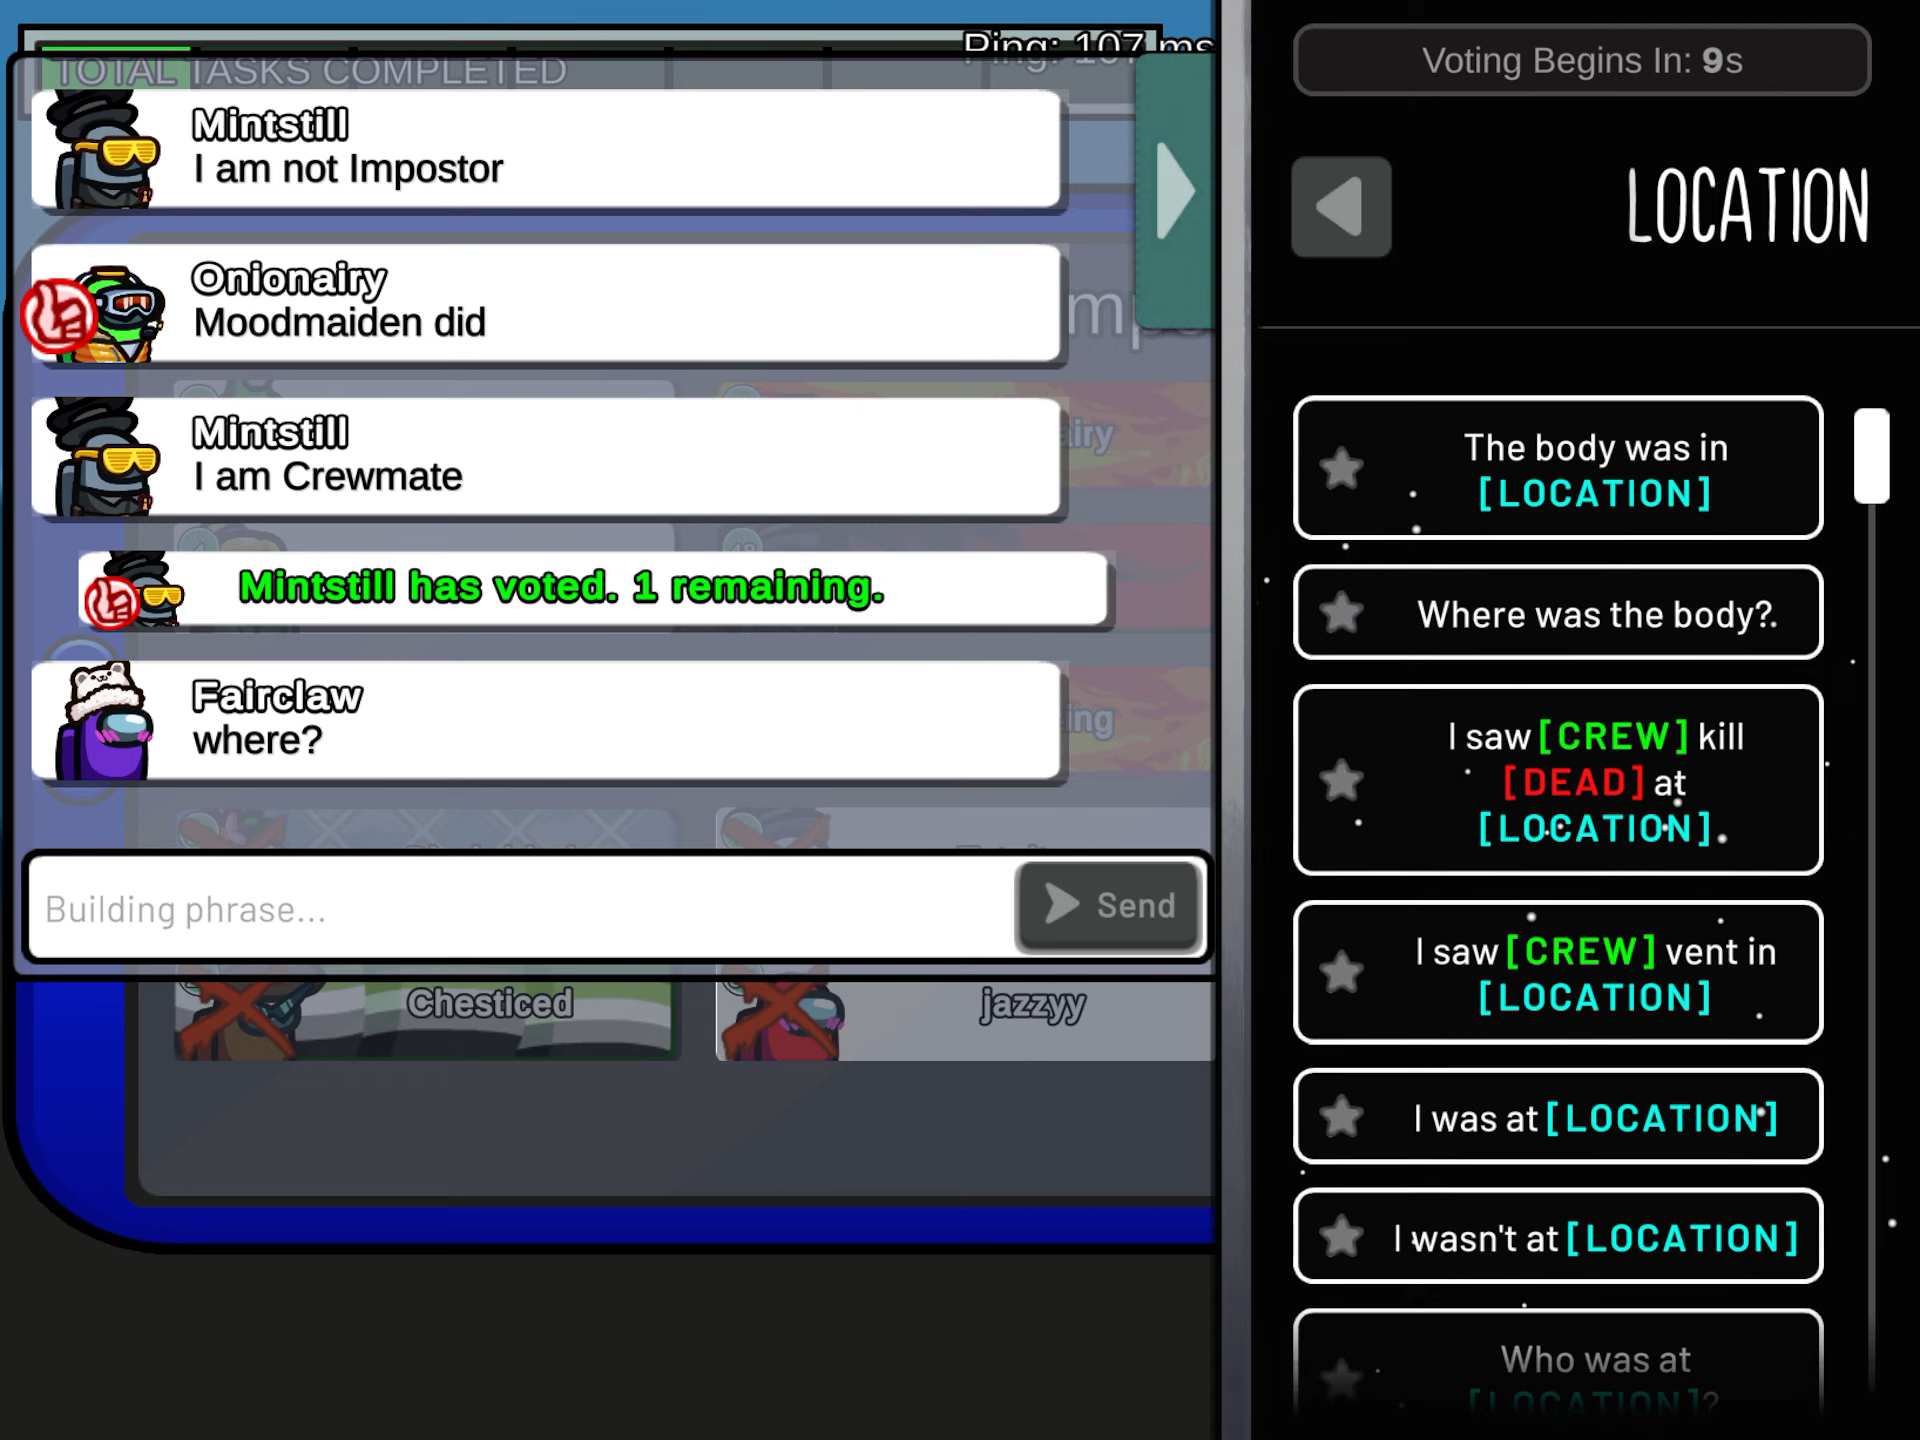 Ping: 107 ms
TOTAL TASKS COMPLETED
Mintstill
I am not Impostor
Onionairy
Moodmaiden did
Mintstill
I am Crewmate
Mintstill has voted. 1 remaining.
Fairclaw
where?
Building phrase...
Send
Chesticed
jazzyy
Voting Begins In: 9s
LOCATION
The body was in
[LOCATION]
Where was the body?
I saw [CREW] kill
[DEAD] at
[LOCATION]
I saw [CREW] vent in
[LOCATION]
I was at [LOCATION]
I wasn't at [LOCATION]
Who was at
[LOCATION]?